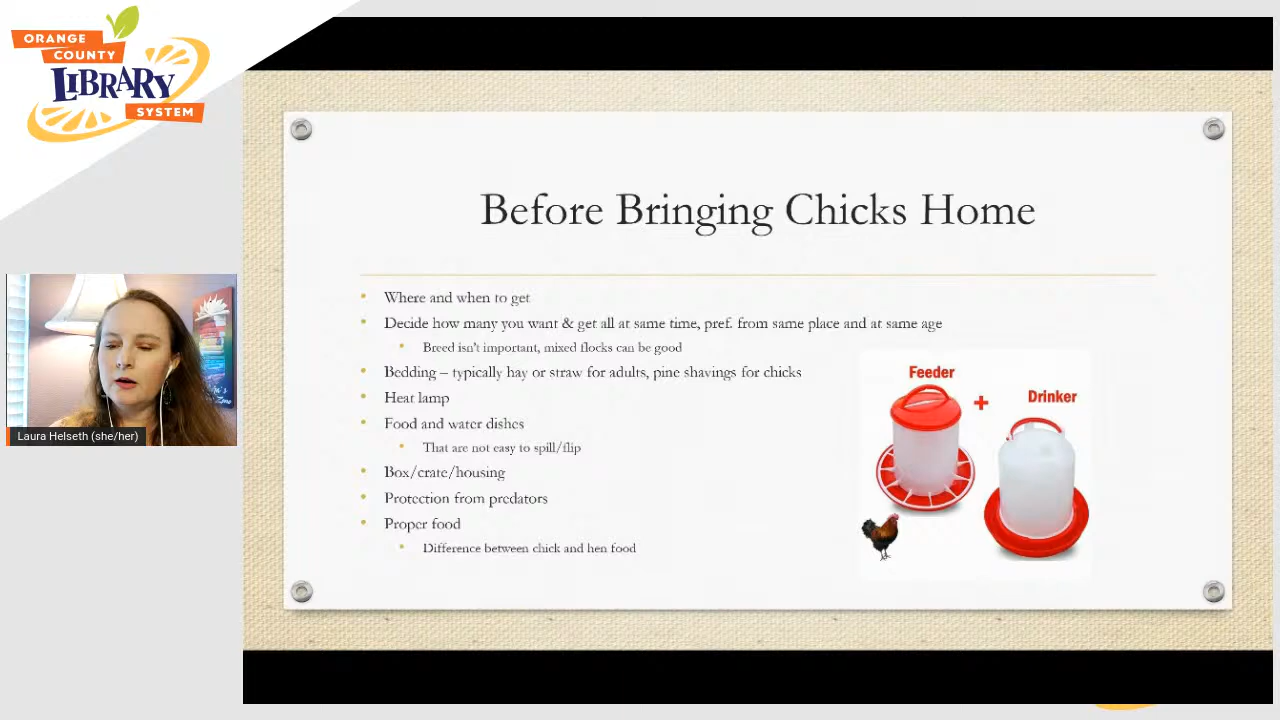 ORANGE
COUNTY
LIBRARY
SYSTEM
Before Bringing Chicks Home
Where and when to get
Decide how many you want & get all at same time, pref. from same place and at same age
Breed isn't important, mixed flocks can be good
Bedding – typically hay or straw for adults, pine shavings for chicks
Heat lamp
Food and water dishes
That are not easy to spill/flip
Box/crate/housing
Protection from predators
Proper food
Difference between chick and hen food
Feeder
+
Drinker
Laura Helseth (she/her)